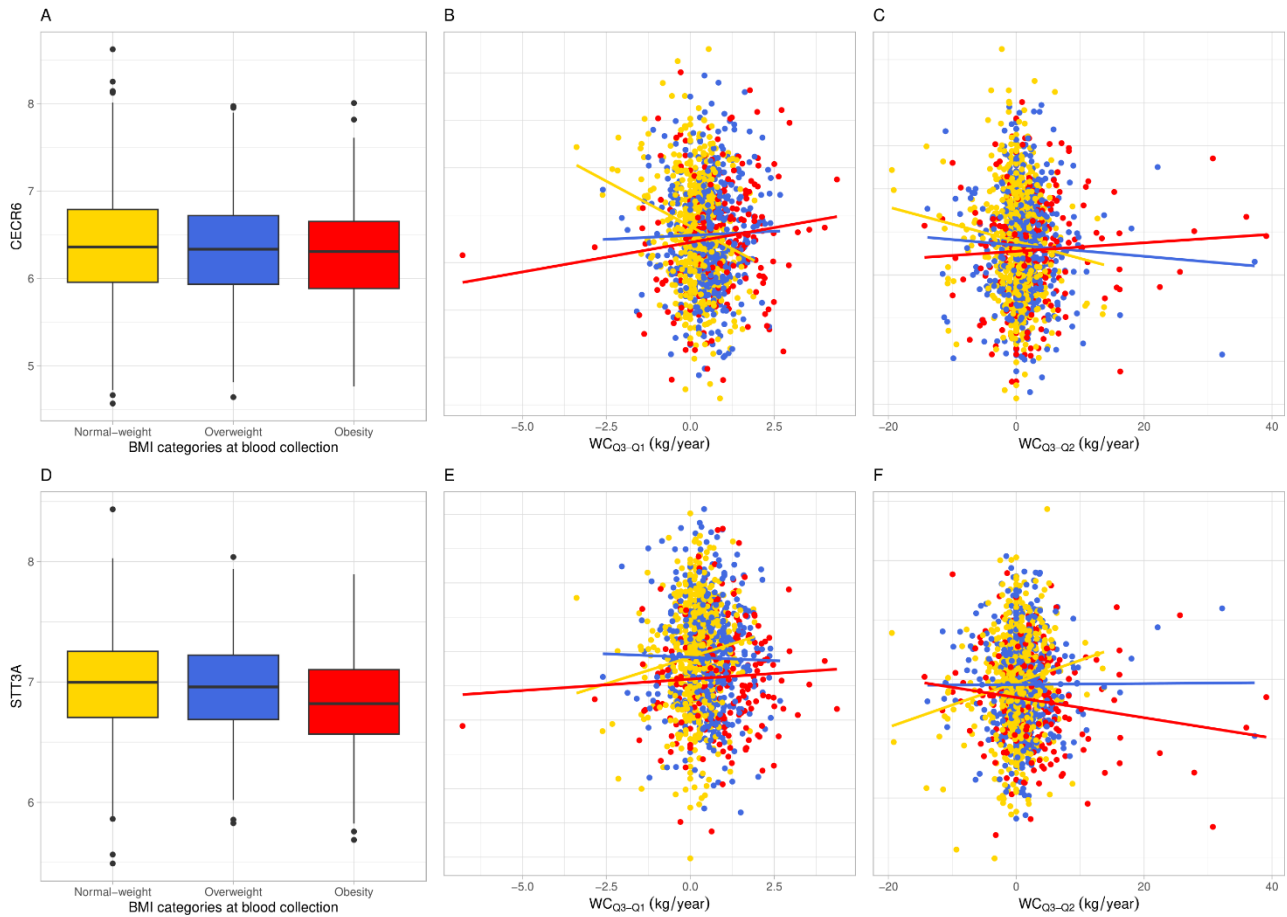 A
B
C
8
7
6
5
CECR6
Normal-weight Overweight Obesity
BMI categories at blood collection
-5.0 -2.5 0.0 2.5
WCQ3-Q1 (kg/year)
-20 0 20 40
WCQ3-Q2 (kg/year)
D
E
F
8
7
6
STT3A
Normal-weight Overweight Obesity
BMI categories at blood collection
-5.0 -2.5 0.0 2.5
WCQ3-Q1 (kg/year)
-20 0 20 40
WCQ3-Q2 (kg/year)